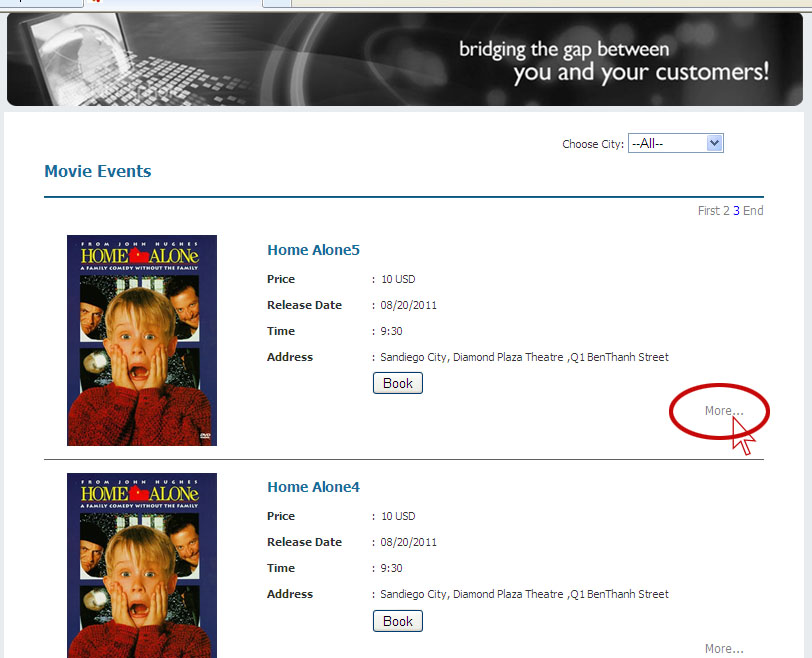 bridging the gap between
you and your customers!
Choose City: --All--
Movie Events
First 2 3 End
FROM JOHN HUGHES
HOME ALONe
A FAMILY COMEDY WITHOUT THE FAMILY
DVD
Home Alone5
Price : 10 USD
Release Date : 08/20/2011
Time : 9:30
Address : Sandiego City, Diamond Plaza Theatre ,Q1 BenThanh Street
Book
More...
FROM JOHN HUGHES
HOME ALONe
A FAMILY COMEDY WITHOUT THE FAMILY
Home Alone4
Price : 10 USD
Release Date : 08/20/2011
Time : 9:30
Address : Sandiego City, Diamond Plaza Theatre ,Q1 BenThanh Street
Book
More...